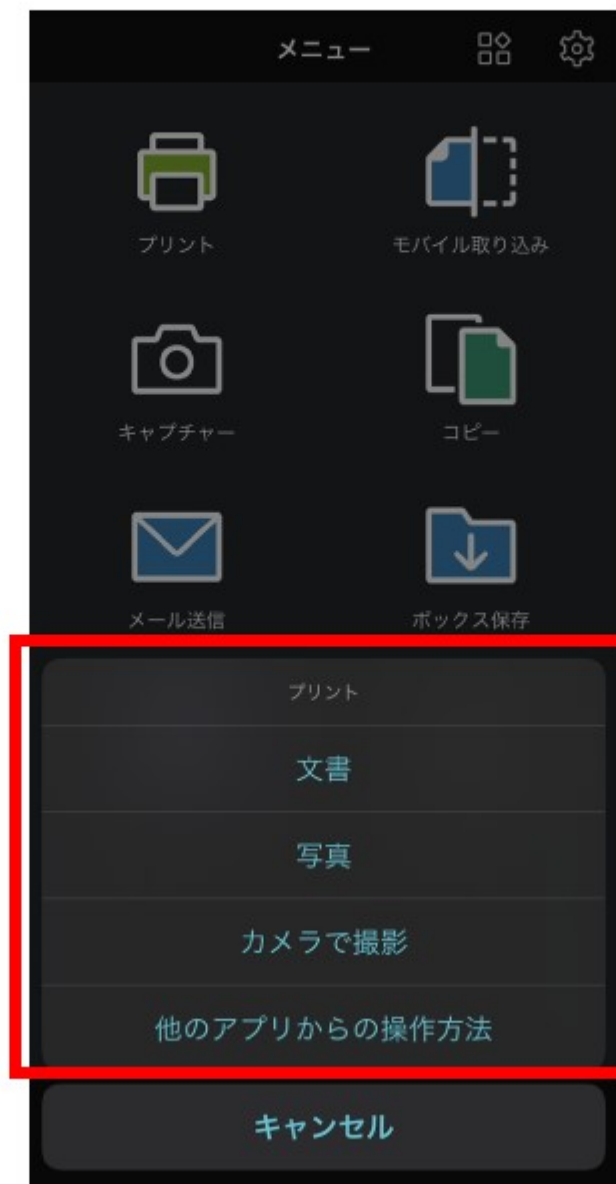 メニュー
プリント
モバイル取り込み
キャプチャー
コピー
メール送信
ボックス保存
プリント
文書
写真
カメラで撮影
他のアプリからの操作方法
キャンセル